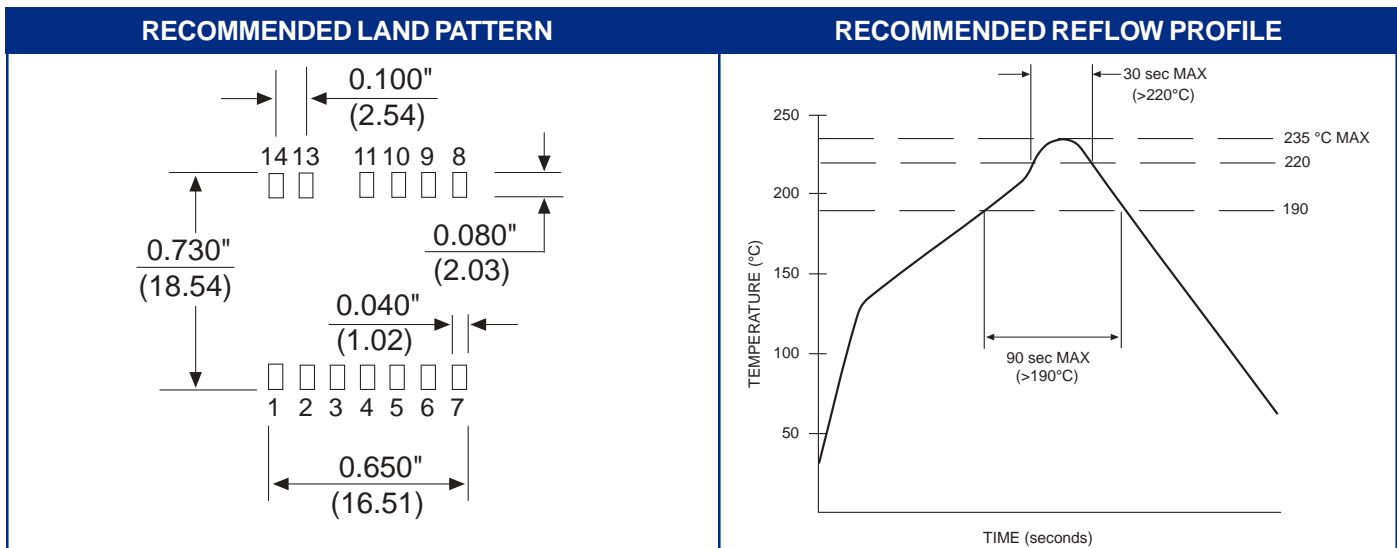 RECOMMENDED LAND PATTERN
0.100"
(2.54)
14 13 11 10 9 8
0.730"
(18.54)
0.080"
(2.03)
0.040"
(1.02)
1 2 3 4 5 6 7
0.650"
(16.51)
RECOMMENDED REFLOW PROFILE
30 sec MAX
(>220°C)
250
235 °C MAX
220
200
190
150
100
50
TEMPERATURE (°C)
90 sec MAX
(>190°C)
TIME (seconds)